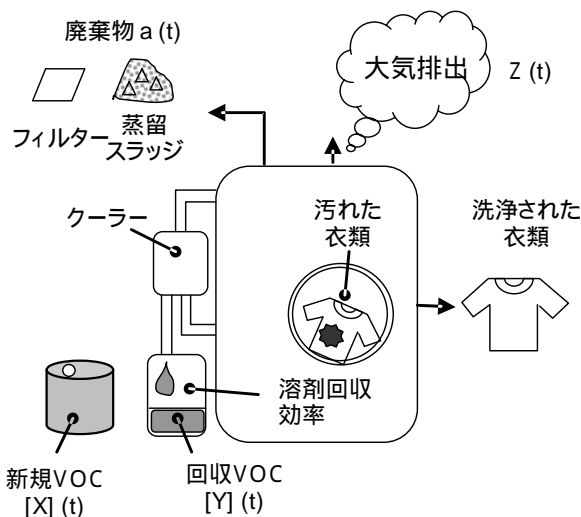 廃棄物 a (t)
大気排出
Z (t)
フィルター
蒸留
スラッジ
クーラー
汚れた
衣類
洗浄された
衣類
溶剤回収
効率
新規VOC
[X] (t)
回収VOC
[Y] (t)